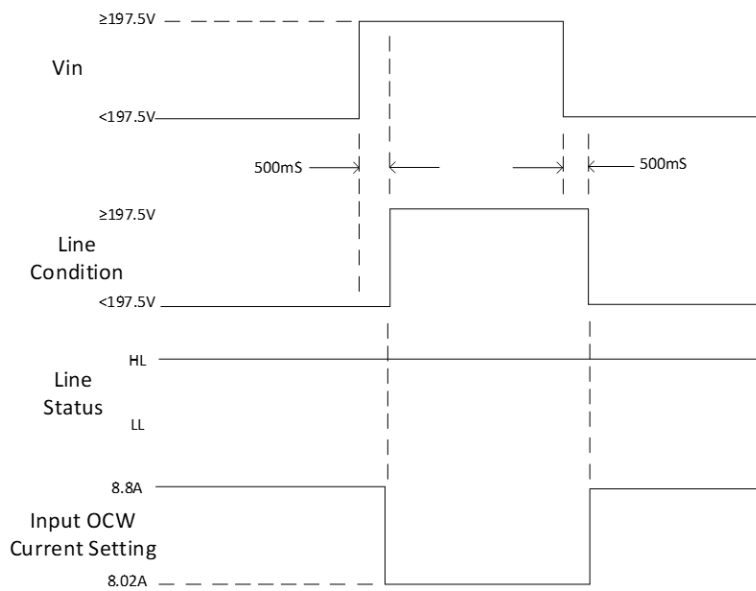 ≥197.5V
Vin
<197.5V
500mS
500mS
≥197.5V
Line
Condition
<197.5V
HL
Line
Status
LL
8.8A
Input OCW
Current Setting
8.02A